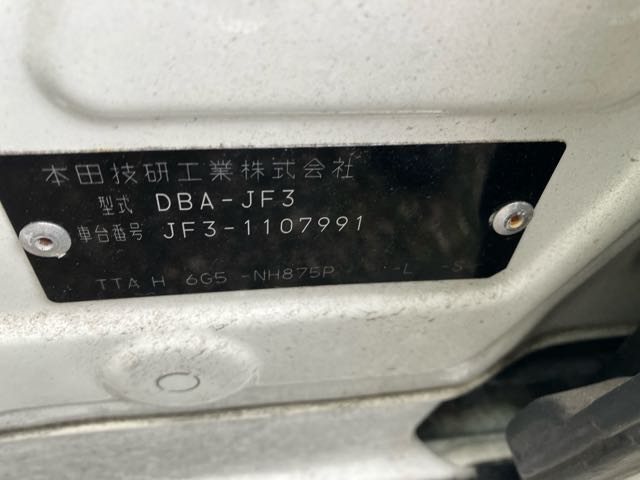 本田技研工業株式会社
型式 DBA-JF3
車台番号 JF3-1107991
TTA H 6G5 -NH875P -L -S